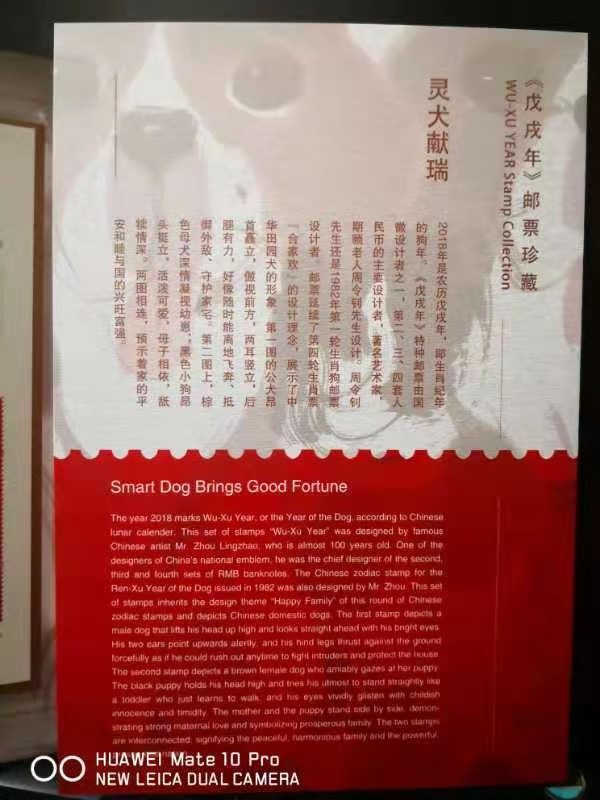 《戊戌年》邮票珍藏
WU-XU YEAR Stamp Collection
灵犬献瑞
2018年是农历戊戌年，即生肖纪年
的狗年。《戊戌年》特种邮票由国
徽设计者之一，第二、三、四套人
民币的主要设计者，著名艺术家，
期颐老人周令钊先生设计。周令钊
先生还是1982年第一轮生肖狗邮票
设计者。邮票延续了第四轮生肖票
“合家欢”的设计理念，展示了中
华田园犬的形象。第一图的公犬昂
首矗立，傲视前方，两耳竖立，后
腿有力，好像随时能离地飞奔、抵
御外敌、守护家宅。第二图上，棕
色母犬深情凝视幼崽；黑色小狗昂
头挺立，活泼可爱，母子相依，舐
犊情深。两图相连，预示着家的平
安和睦与国的兴旺富强。
Smart Dog Brings Good Fortune
The year 2018 marks Wu-Xu Year, or the Year of the Dog, according to Chinese
lunar calender. This set of stamps “Wu-Xu Year” was designed by famous
Chinese artist Mr. Zhou Lingzhao, who is almost 100 years old. One of the
designers of China's national emblem, he was the chief designer of the second,
third and fourth sets of RMB banknotes. The Chinese zodiac stamp for the
Ren-Xu Year of the Dog issued in 1982 was also designed by Mr. Zhou. This set
of stamps inherits the design theme “Happy Family” of this round of Chinese
zodiac stamps and depicts Chinese domestic dogs. The first stamp depicts a
male dog that lifts his head up high and looks straight ahead with his bright eyes.
His two ears point upwards alertly, and his hind legs thrust against the ground
forcefully as if he could rush out anytime to fight intruders and protect the house.
The second stamp depicts a brown female dog who amiably gazes at her puppy.
The black puppy holds his head high and tries his utmost to stand straightly like
a toddler who just learns to walk, and his eyes vividly glisten with childish
innocence and timidity. The mother and the puppy stand side by side, demon-
strating strong maternal love and symbolizing prosperous family. The two stamps
are interconnected, signifying the peaceful, harmonious family and the powerful,
HUAWEI Mate 10 Pro
NEW LEICA DUAL CAMERA